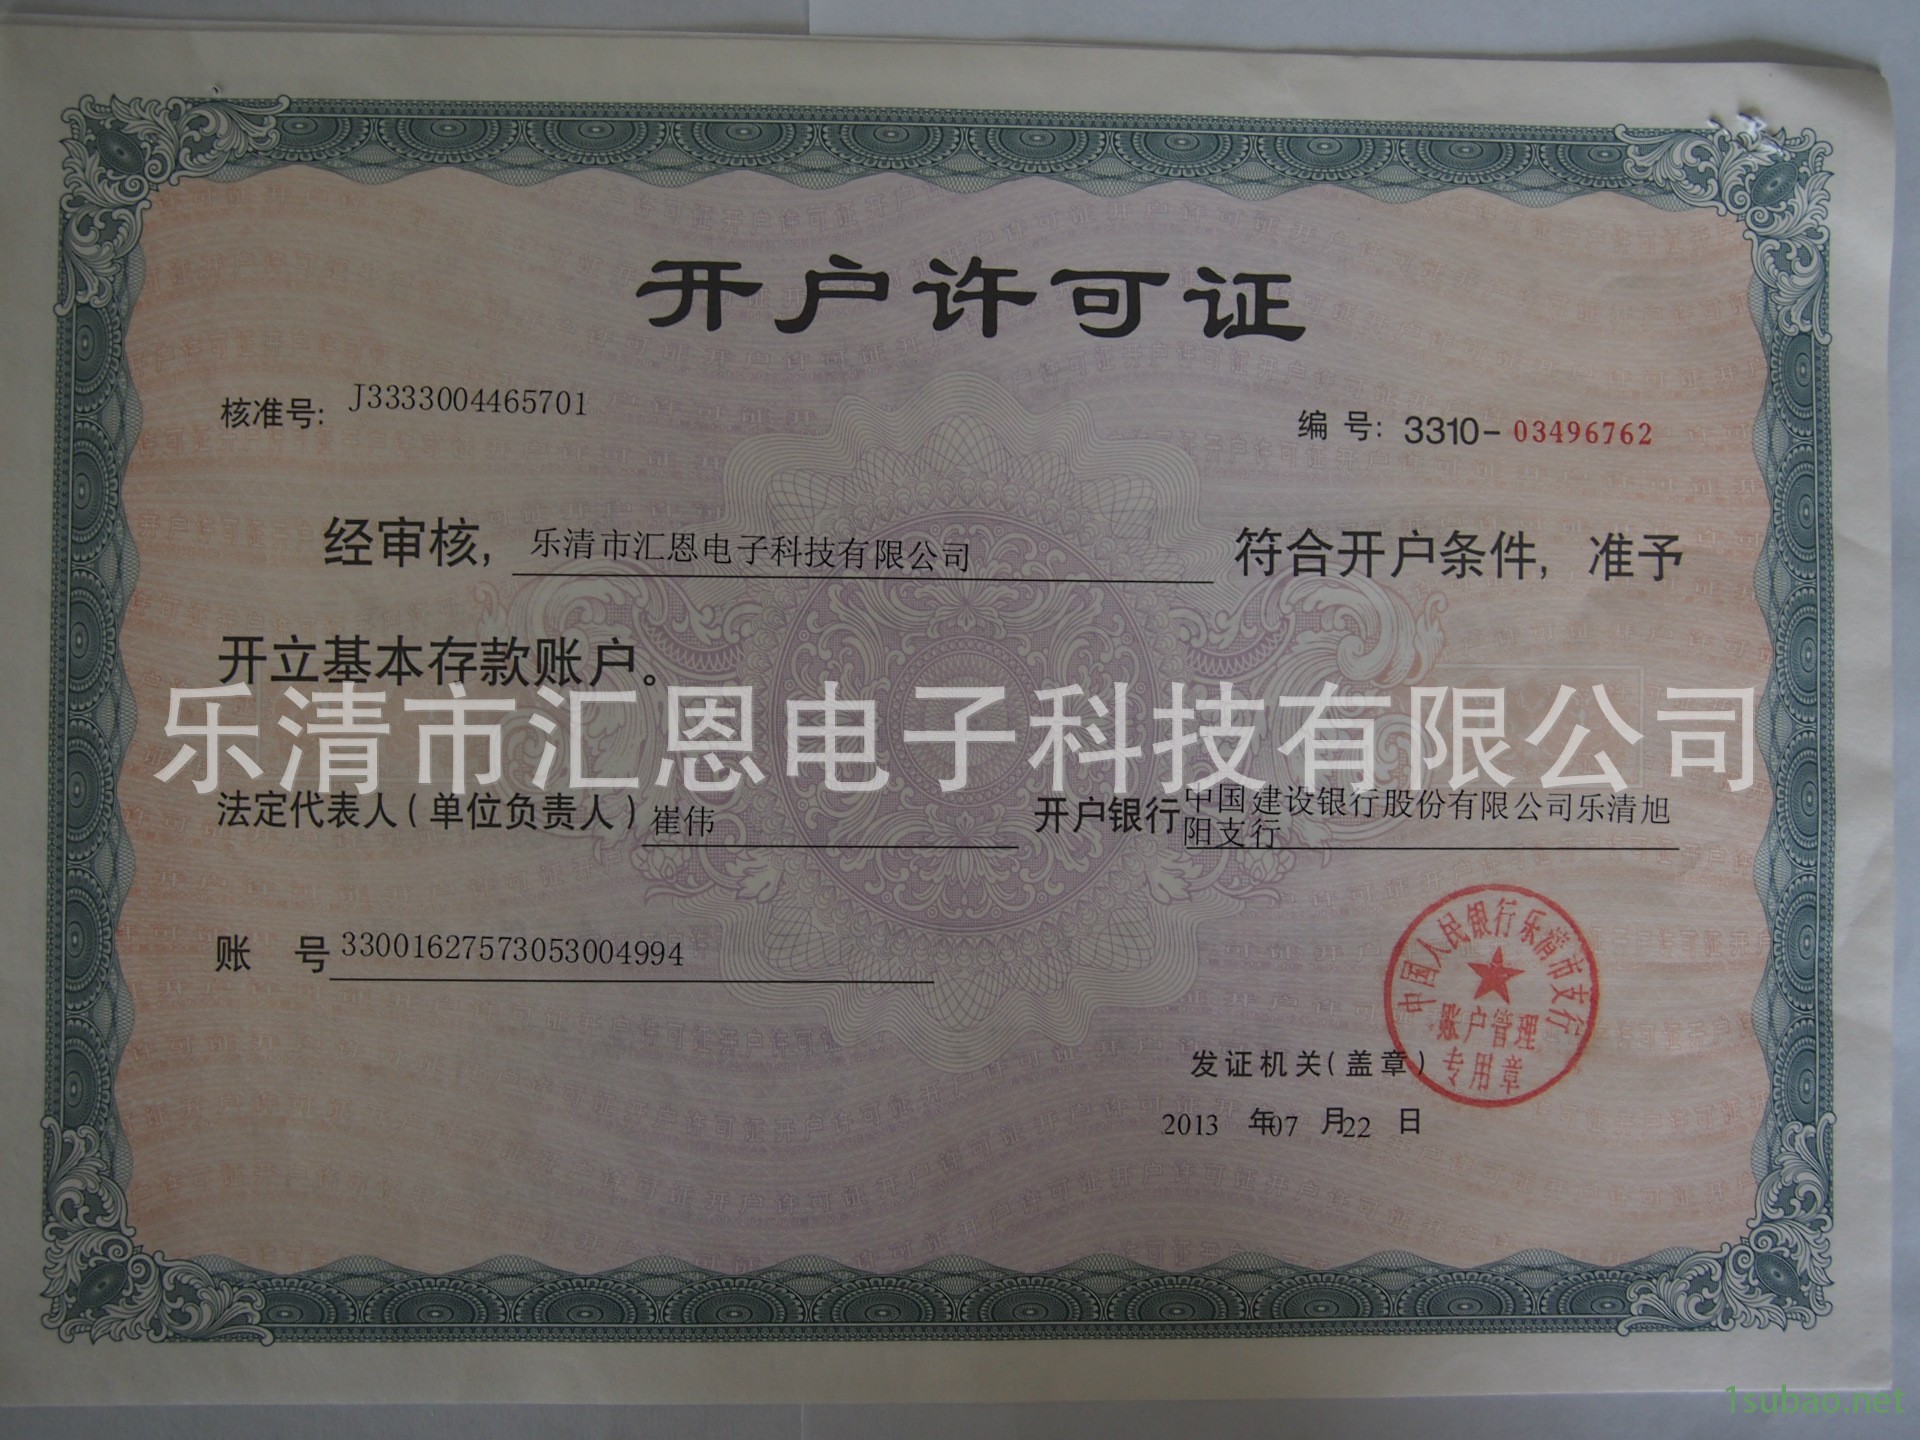 开户许可证
核准号: J3333004465701
编 号: 3310-03496762
经审核, 乐清市汇恩电子科技有限公司 符合开户条件, 准予
开立基本存款账户。
乐清市汇恩电子科技有限公司
法定代表人(单位负责人) 崔伟
开户银行 中国建设银行股份有限公司乐清旭
阳支行
账 号 33001627573053004994
中国人民银行乐清市支行
账户管理
专用章
发证机关(盖章)
2013 年07 月22 日
1subao.net